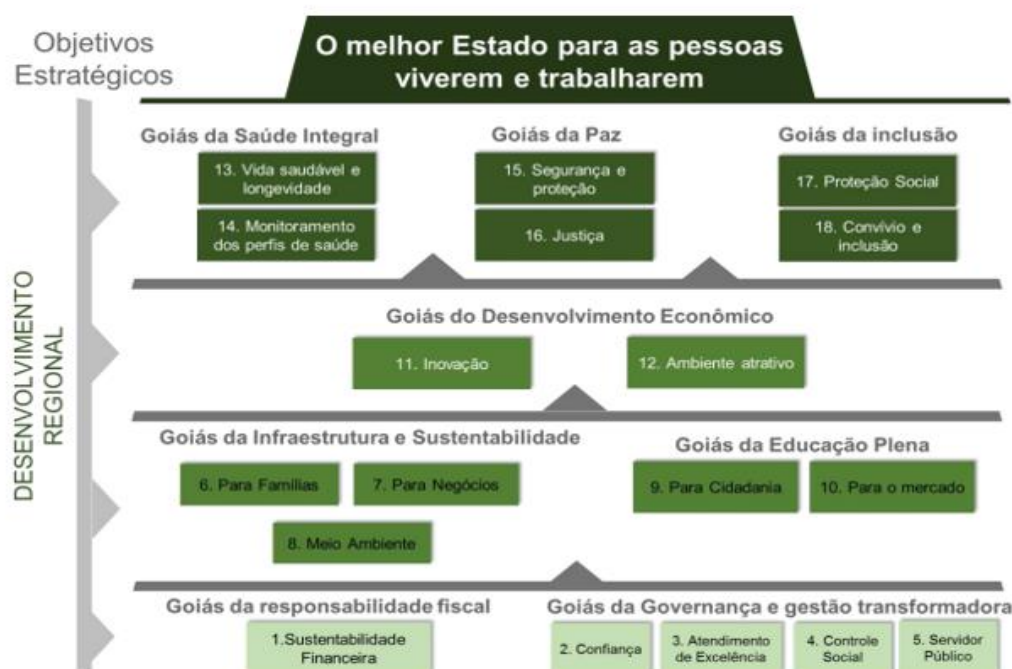 Objetivos
Estratégicos
O melhor Estado para as pessoas
viverem e trabalharem
DESENVOLVIMENTO
REGIONAL
Goiás da Saúde Integral
13. Vida saudável e
longevidade
14. Monitoramento
dos perfis de saúde
Goiás da Paz
15. Segurança e
proteção
16. Justiça
Goiás da inclusão
17. Proteção Social
18. Convívio e
inclusão
Goiás do Desenvolvimento Econômico
11. Inovação
12. Ambiente atrativo
Goiás da Infraestrutura e Sustentabilidade
6. Para Famílias
7. Para Negócios
8. Meio Ambiente
Goiás da Educação Plena
9. Para Cidadania
10. Para o mercado
Goiás da responsabilidade fiscal
1.Sustentabilidade
Financeira
Goiás da Governança e gestão transformadora
2. Confiança
3. Atendimento
de Excelência
4. Controle
Social
5. Servidor
Público